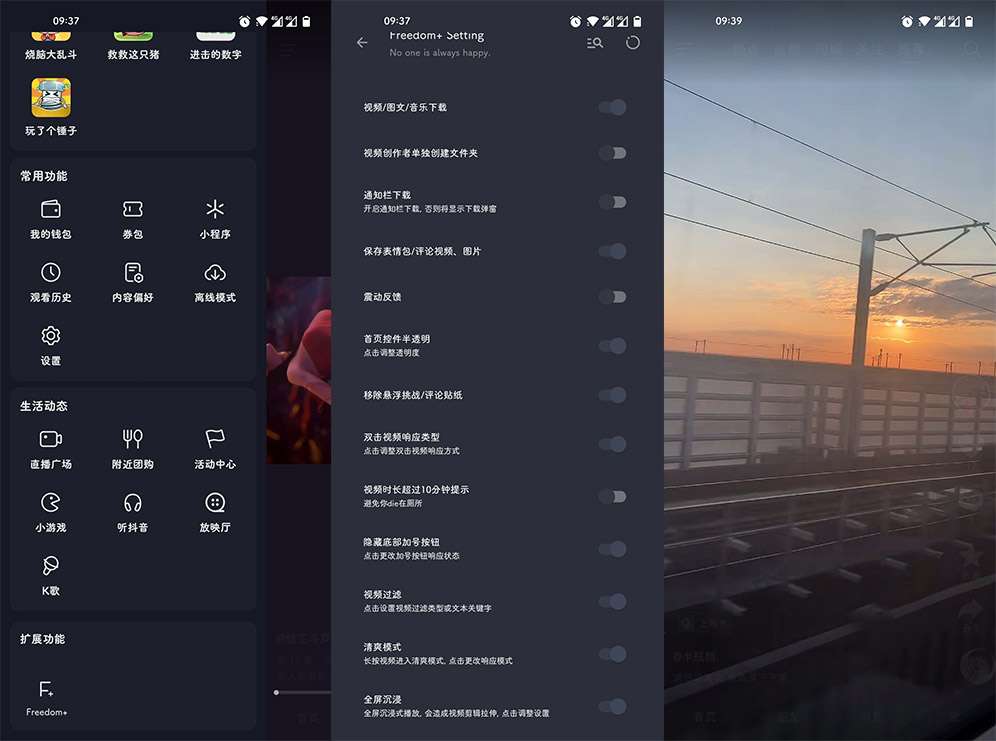 09:37
烧脑大乱斗
救救这只猪
进击的数字
玩了个锤子
常用功能
我的钱包
券包
小程序
观看历史
内容偏好
离线模式
设置
生活动态
直播广场
附近团购
活动中心
小游戏
听抖音
放映厅
K歌
扩展功能
Freedom+
09:37
Freedom+ Setting
No one is always happy.
视频/图文/音乐下载
视频创作者单独创建文件夹
通知栏下载
开启通知栏下载, 否则将显示下载弹窗
保存表情包/评论视频、图片
震动反馈
首页控件半透明
点击调整透明度
移除悬浮挑战/评论贴纸
双击视频响应类型
点击调整双击视频响应方式
视频时长超过10分钟提示
避免你die在厕所
隐藏底部加号按钮
点击更改加号按钮响应状态
视频过滤
点击设置视频过滤类型或文本关键字
清爽模式
长按视频进入清爽模式, 点击更改响应模式
全屏沉浸
全屏沉浸式播放, 会造成视频剪辑拉伸, 点击调整设置
09:39